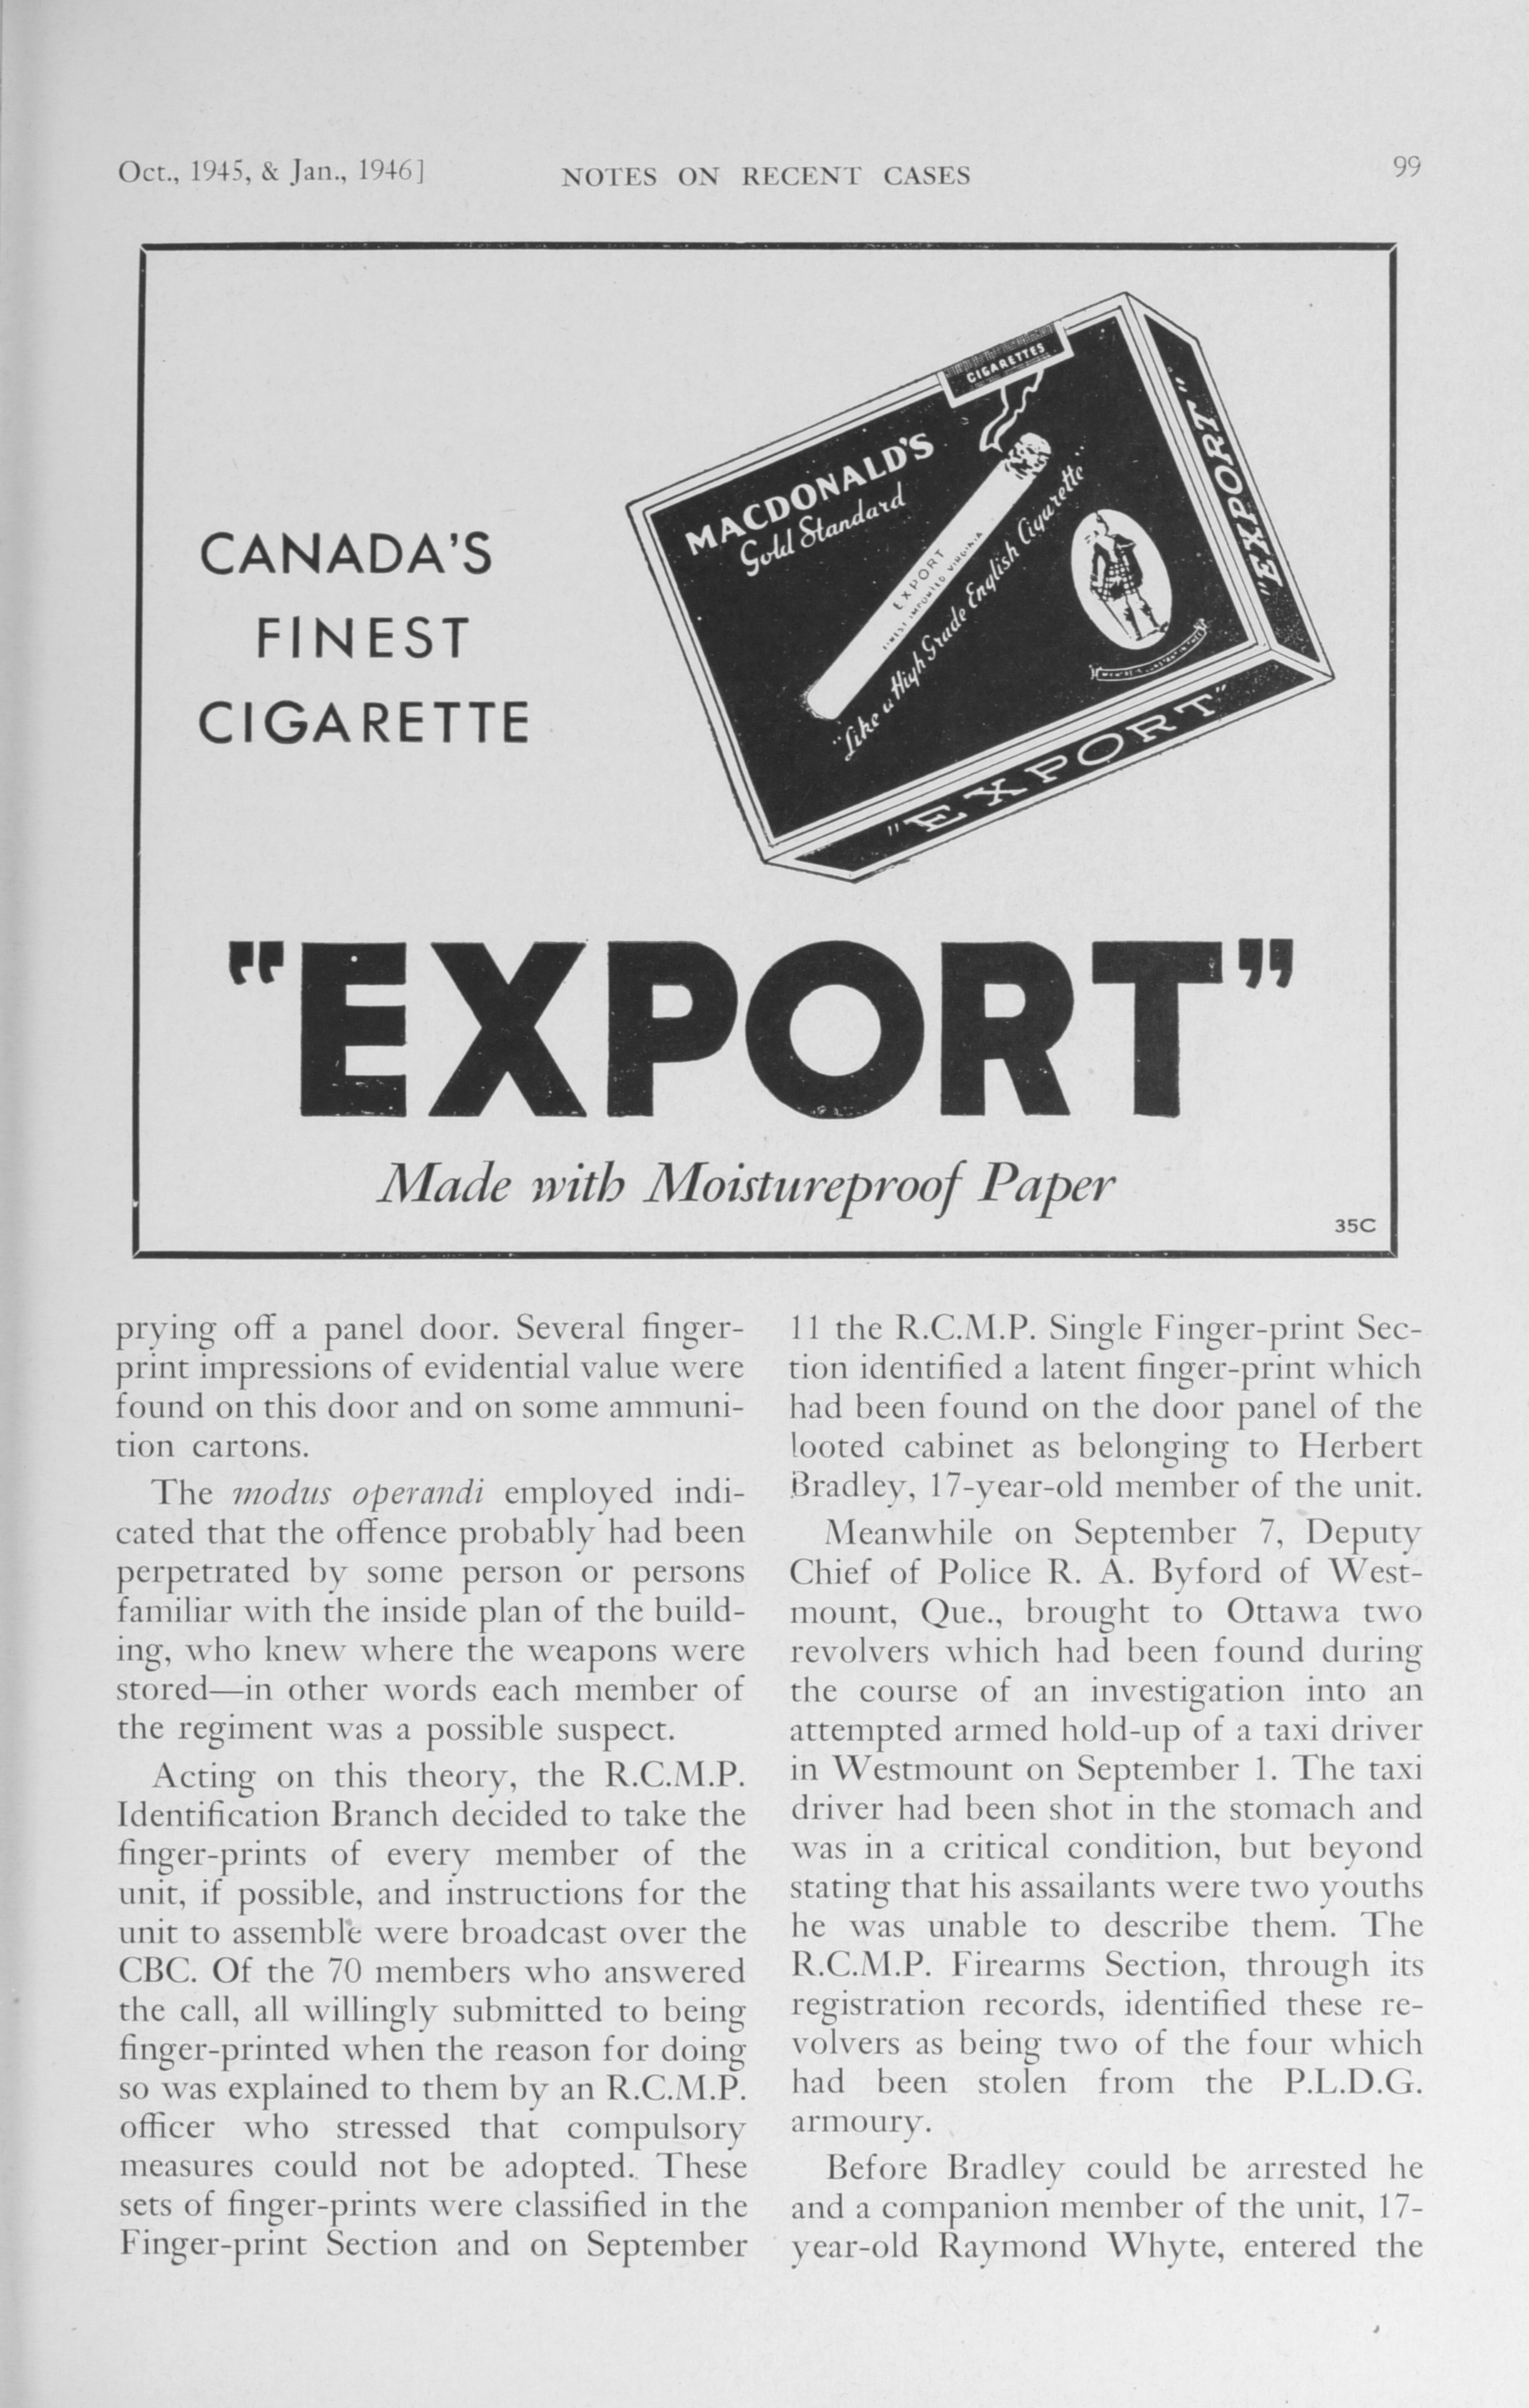 Oct., 1945, & Jan., 1946]
NOTES ON RECENT CASES
99
CANADA'S
FINEST
CIGARETTE
CIGARETTES
MACDONALD'S
Gold Standard
EXPORT
FINEST IMPORTED VIRGINIA
"Like a High Grade English Cigarette"
"EXPORT"
"EXPORT"
"EXPORT"
Made with Moistureproof Paper
35C
prying off a panel door. Several finger-
print impressions of evidential value were
found on this door and on some ammuni-
tion cartons.
The modus operandi employed indi-
cated that the offence probably had been
perpetrated by some person or persons
familiar with the inside plan of the build-
ing, who knew where the weapons were
stored—in other words each member of
the regiment was a possible suspect.
Acting on this theory, the R.C.M.P.
Identification Branch decided to take the
finger-prints of every member of the
unit, if possible, and instructions for the
unit to assemble were broadcast over the
CBC. Of the 70 members who answered
the call, all willingly submitted to being
finger-printed when the reason for doing
so was explained to them by an R.C.M.P.
officer who stressed that compulsory
measures could not be adopted. These
sets of finger-prints were classified in the
Finger-print Section and on September
11 the R.C.M.P. Single Finger-print Sec-
tion identified a latent finger-print which
had been found on the door panel of the
looted cabinet as belonging to Herbert
Bradley, 17-year-old member of the unit.
Meanwhile on September 7, Deputy
Chief of Police R. A. Byford of West-
mount, Que., brought to Ottawa two
revolvers which had been found during
the course of an investigation into an
attempted armed hold-up of a taxi driver
in Westmount on September 1. The taxi
driver had been shot in the stomach and
was in a critical condition, but beyond
stating that his assailants were two youths
he was unable to describe them. The
R.C.M.P. Firearms Section, through its
registration records, identified these re-
volvers as being two of the four which
had been stolen from the P.L.D.G.
armoury.
Before Bradley could be arrested he
and a companion member of the unit, 17-
year-old Raymond Whyte, entered the